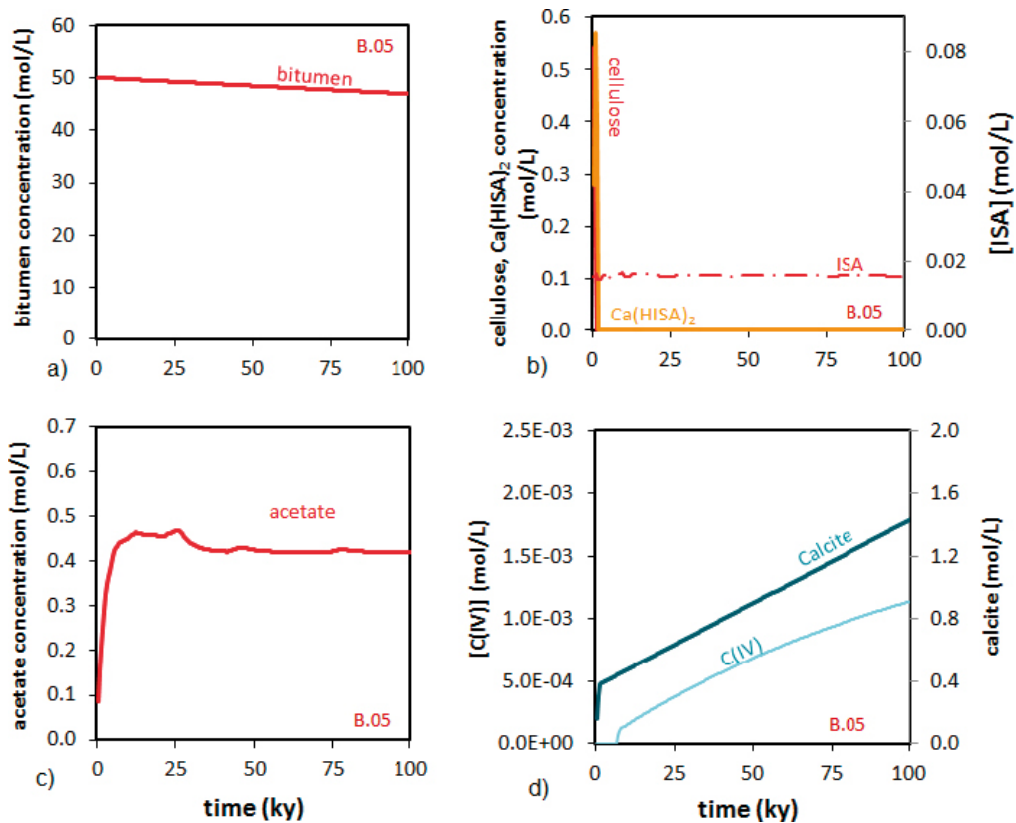 bitumen concentration (mol/L)
60
50
40
30
20
10
0
B.05
bitumen
0 25 50 75 100
a)
cellulose, Ca(HISA)₂ concentration
(mol/L)
0.6
0.5
0.4
0.3
0.2
0.1
0.0
cellulose
ISA
Ca(HISA)₂
B.05
0.08
0.06
0.04
0.02
0.00
[ISA] (mol/L)
0 25 50 75 100
b)
acetate concentration (mol/L)
0.7
0.6
0.5
0.4
0.3
0.2
0.1
0.0
acetate
B.05
0 25 50 75 100
c)
time (ky)
[C(IV)] (mol/L)
2.5E-03
2.0E-03
1.5E-03
1.0E-03
5.0E-04
0.0E+00
Calcite
C(IV)
B.05
2.0
1.6
1.2
0.8
0.4
0.0
calcite (mol/L)
0 25 50 75 100
d)
time (ky)